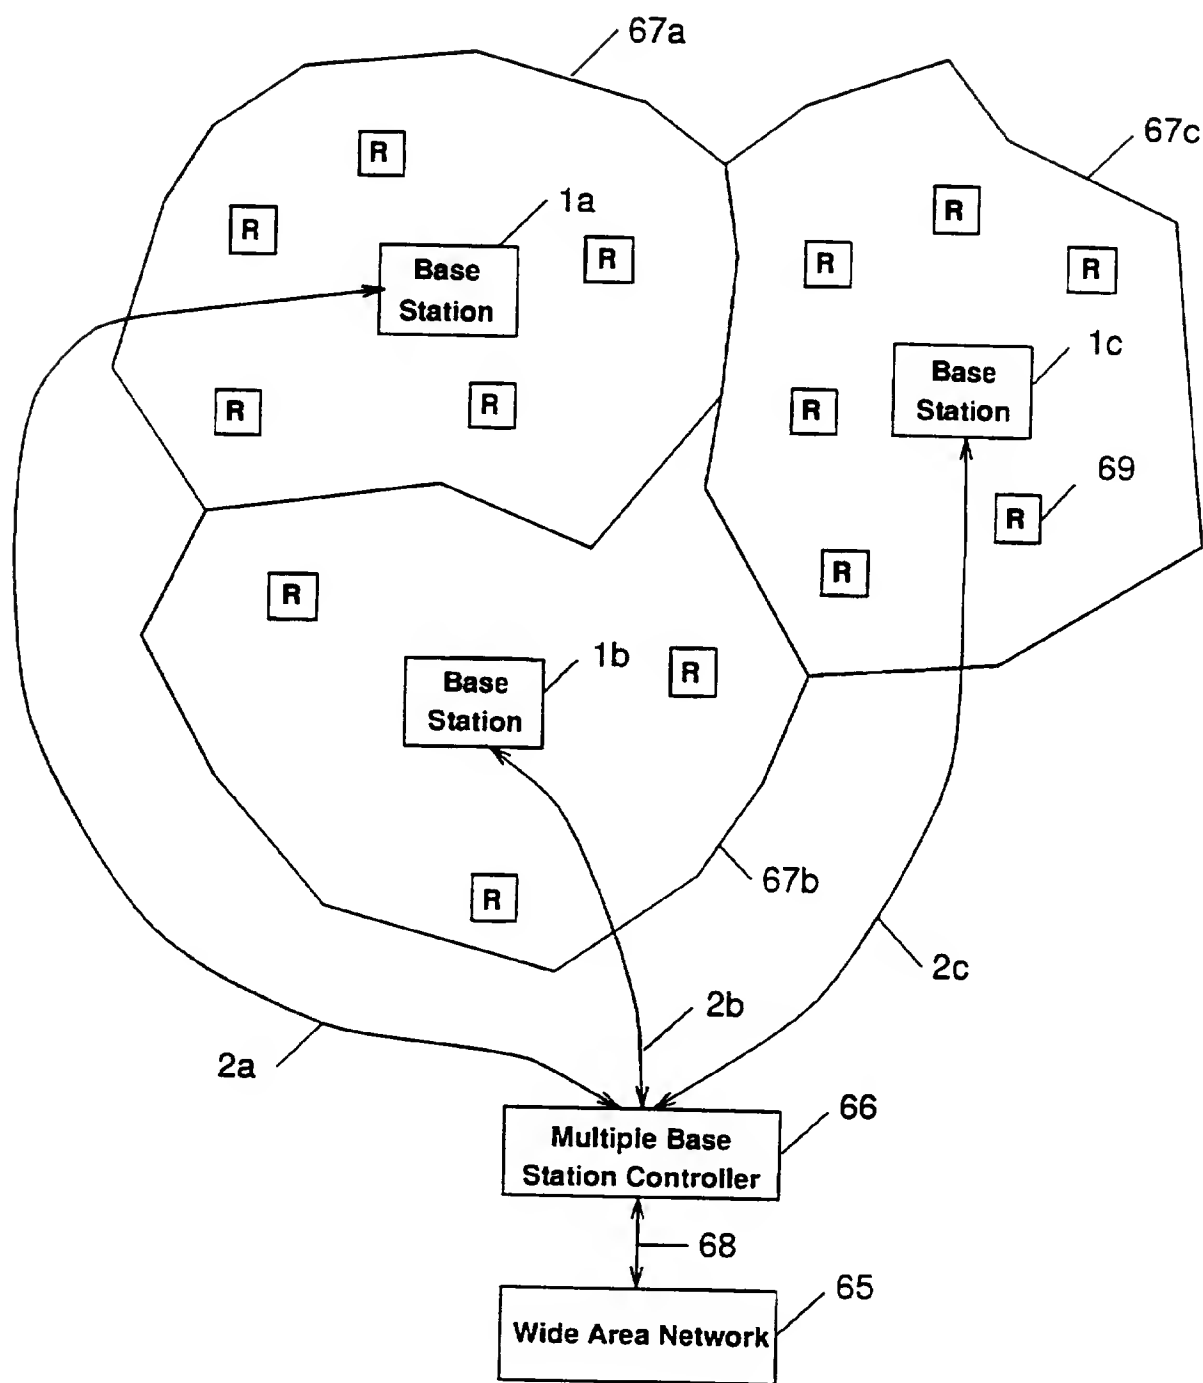 67a
67c
R
1a
R
R
R
Base
Station
R
R
1c
Base
Station
R
R
R
69
R
R
R
1b
R
Base
Station
67b
R
2c
2b
2a
66
Multiple Base
Station Controller
68
65
Wide Area Network